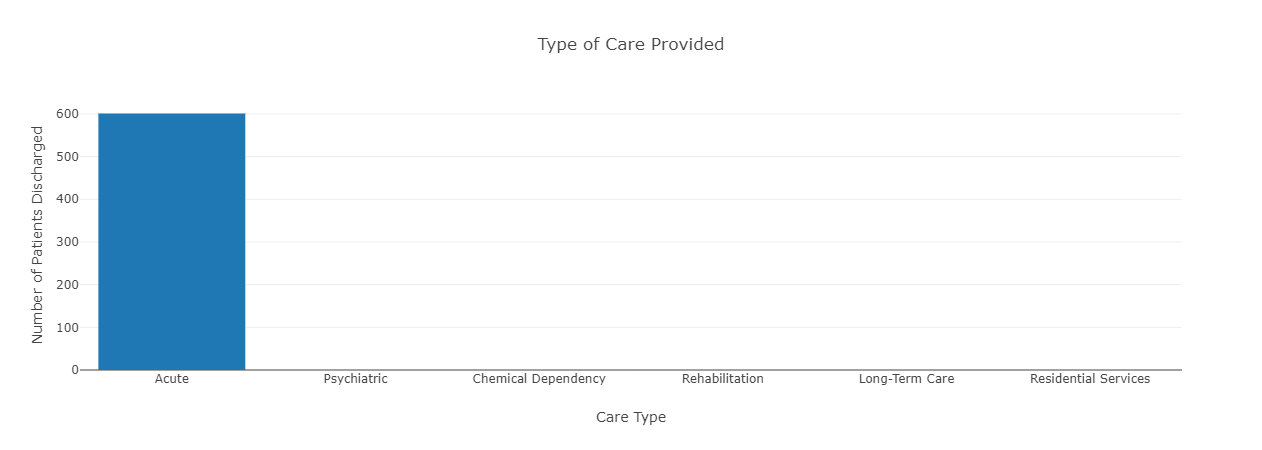 Type of Care Provided
Number of Patients Discharged
600
500
400
300
200
100
0
Acute
Psychiatric
Chemical Dependency
Rehabilitation
Long-Term Care
Residential Services
Care Type